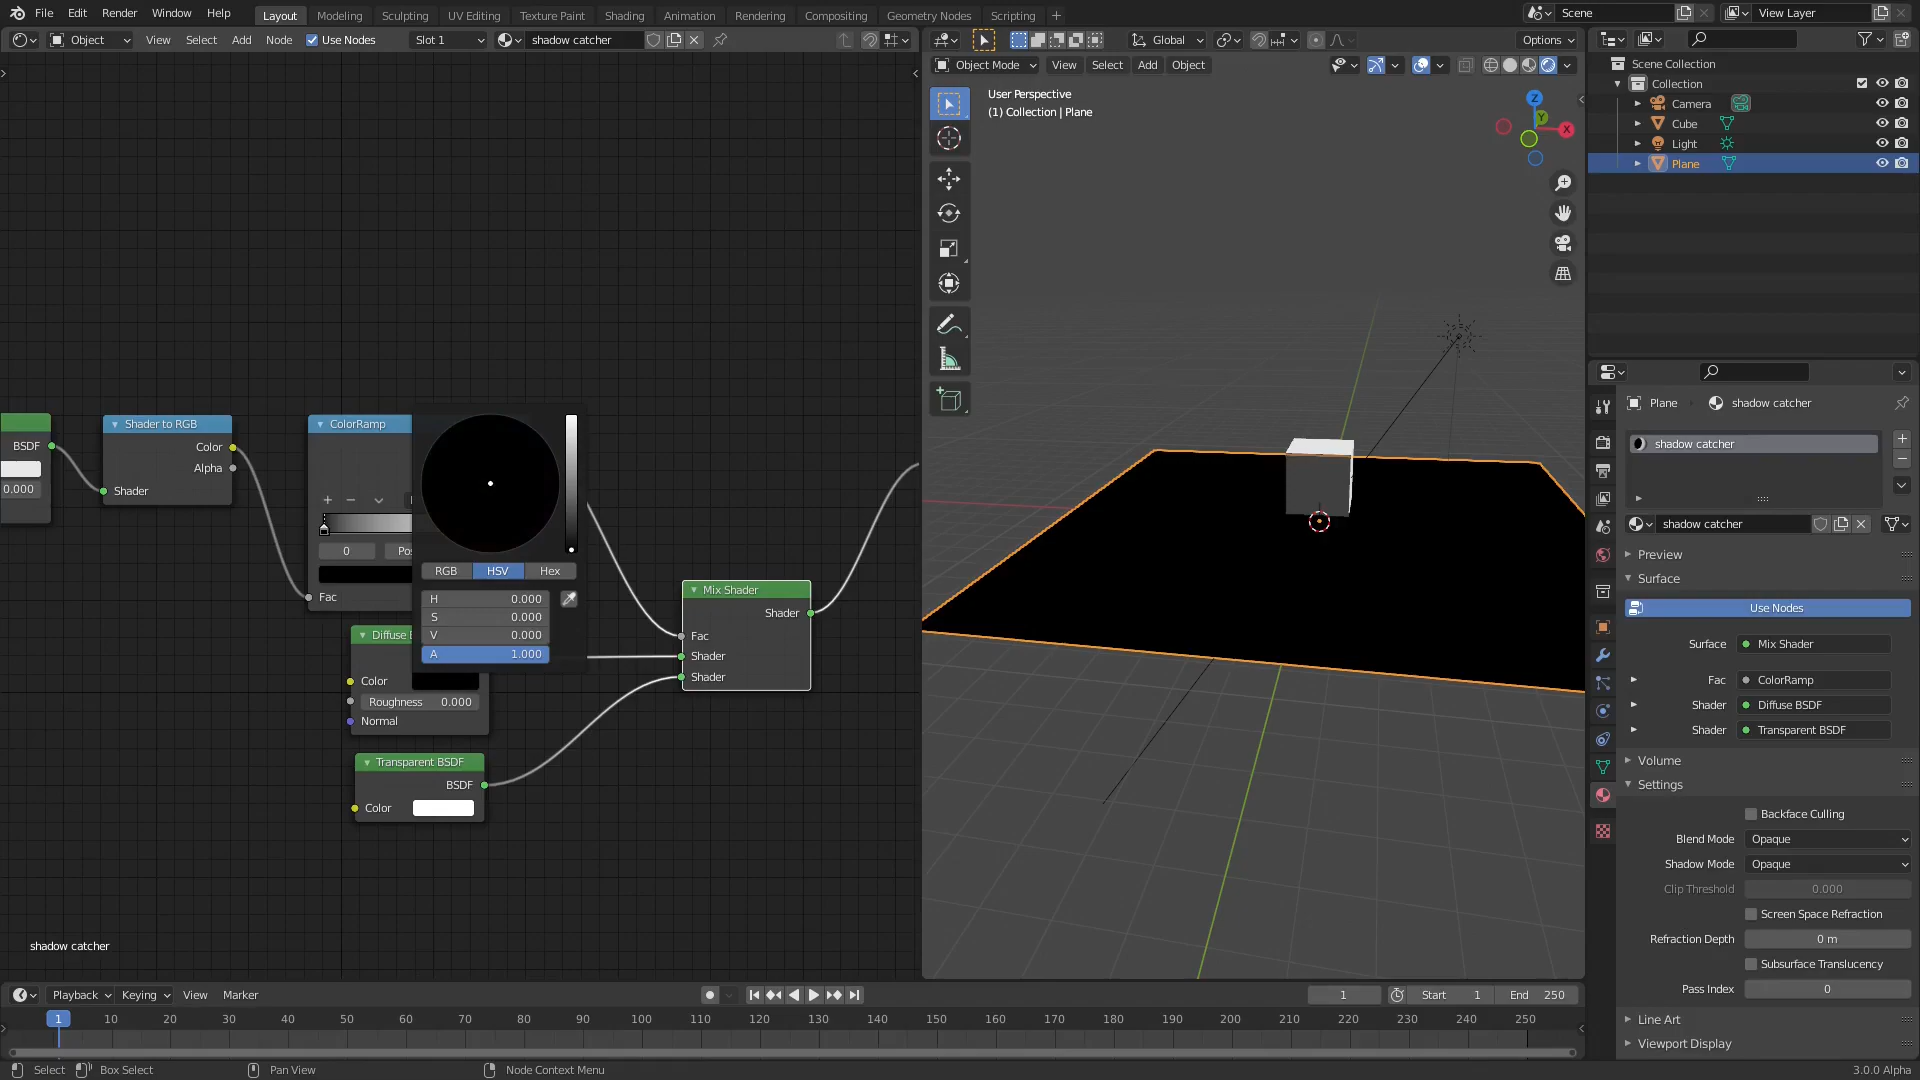 File Edit Render Window Help Layout Modeling Sculpting UV Editing Texture Paint Shading Animation Rendering Compositing Geometry Nodes Scripting + Scene View Layer
Object View Select Add Node Use Nodes Slot 1 shadow catcher Global Options
Object Mode View Select Add Object
User Perspective
(1) Collection | Plane
Z
Y
X
Scene Collection
Collection
Camera
Cube
Light
Plane
Plane shadow catcher
shadow catcher
shadow catcher
Preview
Surface
Use Nodes
Surface Mix Shader
Fac ColorRamp
Shader Diffuse BSDF
Shader Transparent BSDF
Volume
Settings
Backface Culling
Blend Mode Opaque
Shadow Mode Opaque
Clip Threshold 0.000
Screen Space Refraction
Refraction Depth 0 m
Subsurface Translucency
Pass Index 0
Line Art
Viewport Display
BSDF
0.000
Shader to RGB
Color
Alpha
Shader
ColorRamp
0 Pos
Fac
RGB HSV Hex
H 0.000
S 0.000
V 0.000
A 1.000
Diffuse B
Color
Roughness 0.000
Normal
Transparent BSDF
BSDF
Color
Mix Shader
Shader
Fac
Shader
Shader
shadow catcher
Playback Keying View Marker 1 Start 1 End 250
1 10 20 30 40 50 60 70 80 90 100 110 120 130 140 150 160 170 180 190 200 210 220 230 240 250
Select Box Select Pan View Node Context Menu 3.0.0 Alpha